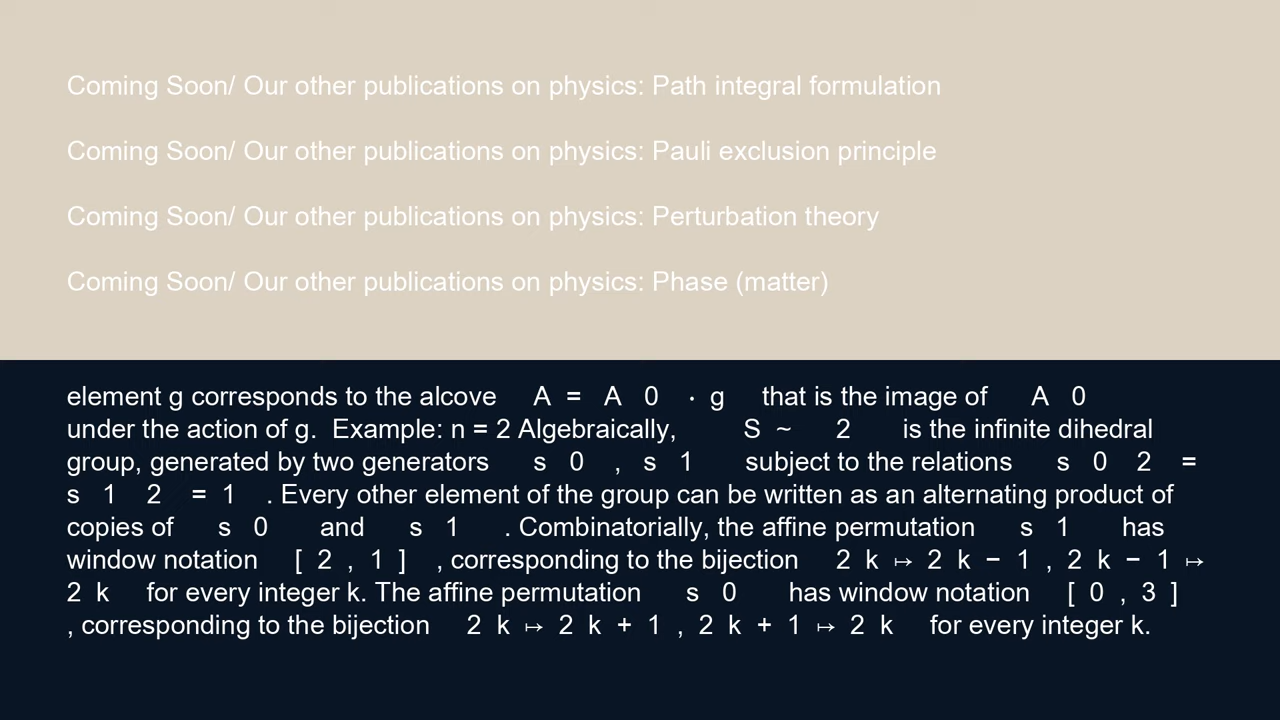 Coming Soon/ Our other publications on physics: Path integral formulation
Coming Soon/ Our other publications on physics: Pauli exclusion principle
Coming Soon/ Our other publications on physics: Perturbation theory
Coming Soon/ Our other publications on physics: Phase (matter)
element g corresponds to the alcove A = A 0 ⋅ g that is the image of A 0
under the action of g. Example: n = 2 Algebraically, S ~ 2 is the infinite dihedral
group, generated by two generators s 0 , s 1 subject to the relations s 0 2 =
s 1 2 = 1 . Every other element of the group can be written as an alternating product of
copies of s 0 and s 1 . Combinatorially, the affine permutation s 1 has
window notation [ 2 , 1 ] , corresponding to the bijection 2 k ↦ 2 k − 1 , 2 k − 1 ↦
2 k for every integer k. The affine permutation s 0 has window notation [ 0 , 3 ]
, corresponding to the bijection 2 k ↦ 2 k + 1 , 2 k + 1 ↦ 2 k for every integer k.